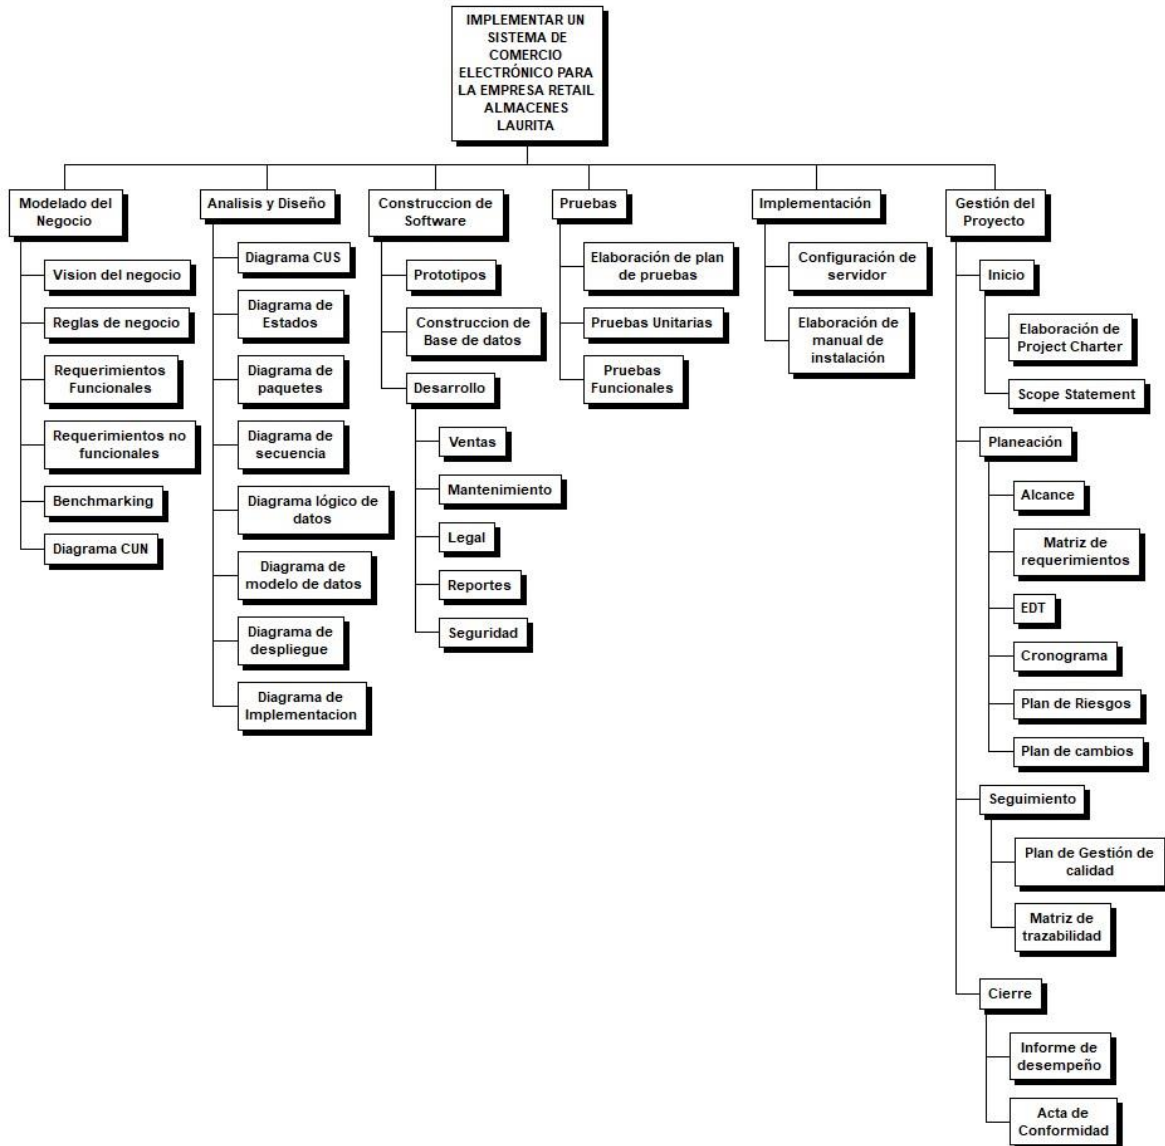 IMPLEMENTAR UN
SISTEMA DE
COMERCIO
ELECTRÓNICO PARA
LA EMPRESA RETAIL
ALMACENES
LAURITA
Modelado del
Negocio
Vision del negocio
Reglas de negocio
Requerimientos
Funcionales
Requerimientos no
funcionales
Benchmarking
Diagrama CUN
Analisis y Diseño
Diagrama CUS
Diagrama de
Estados
Diagrama de
paquetes
Diagrama de
secuencia
Diagrama lógico de
datos
Diagrama de
modelo de datos
Diagrama de
despliegue
Diagrama de
Implementacion
Construccion de
Software
Prototipos
Construccion de
Base de datos
Desarrollo
Ventas
Mantenimiento
Legal
Reportes
Seguridad
Pruebas
Elaboración de plan
de pruebas
Pruebas Unitarias
Pruebas
Funcionales
Implementación
Configuración de
servidor
Elaboración de
manual de
instalación
Gestión del
Proyecto
Inicio
Elaboración de
Project Charter
Scope Statement
Planeación
Alcance
Matriz de
requerimientos
EDT
Cronograma
Plan de Riesgos
Plan de cambios
Seguimiento
Plan de Gestión de
calidad
Matriz de
trazabilidad
Cierre
Informe de
desempeño
Acta de
Conformidad